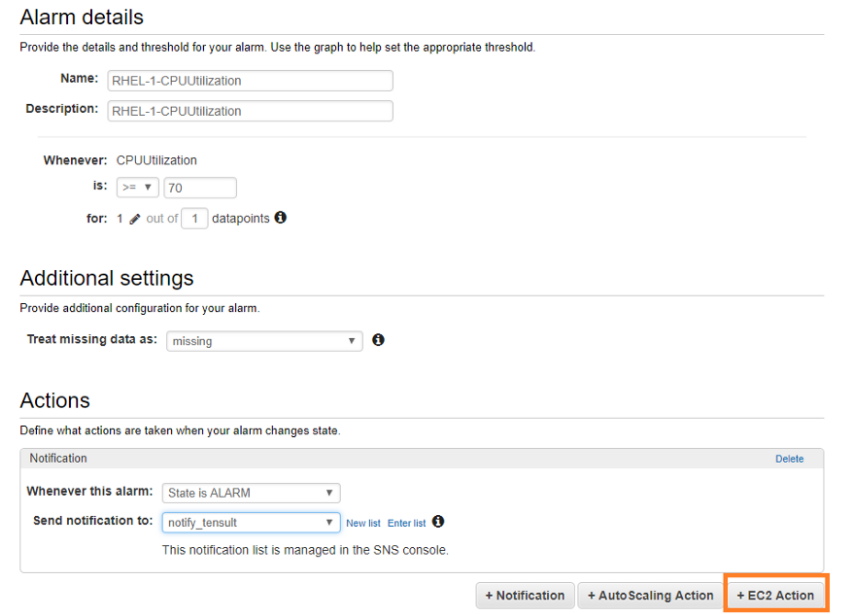 Alarm details
Provide the details and threshold for your alarm. Use the graph to help set the appropriate threshold.
Name: RHEL-1-CPUUtilization
Description: RHEL-1-CPUUtilization
Whenever: CPUUtilization
is: >= 70
for: 1 out of 1 datapoints
Additional settings
Provide additional configuration for your alarm.
Treat missing data as: missing
Actions
Define what actions are taken when your alarm changes state.
Notification Delete
Whenever this alarm: State is ALARM
Send notification to: notify_tensult New list Enter list
This notification list is managed in the SNS console.
+ Notification + AutoScaling Action + EC2 Action